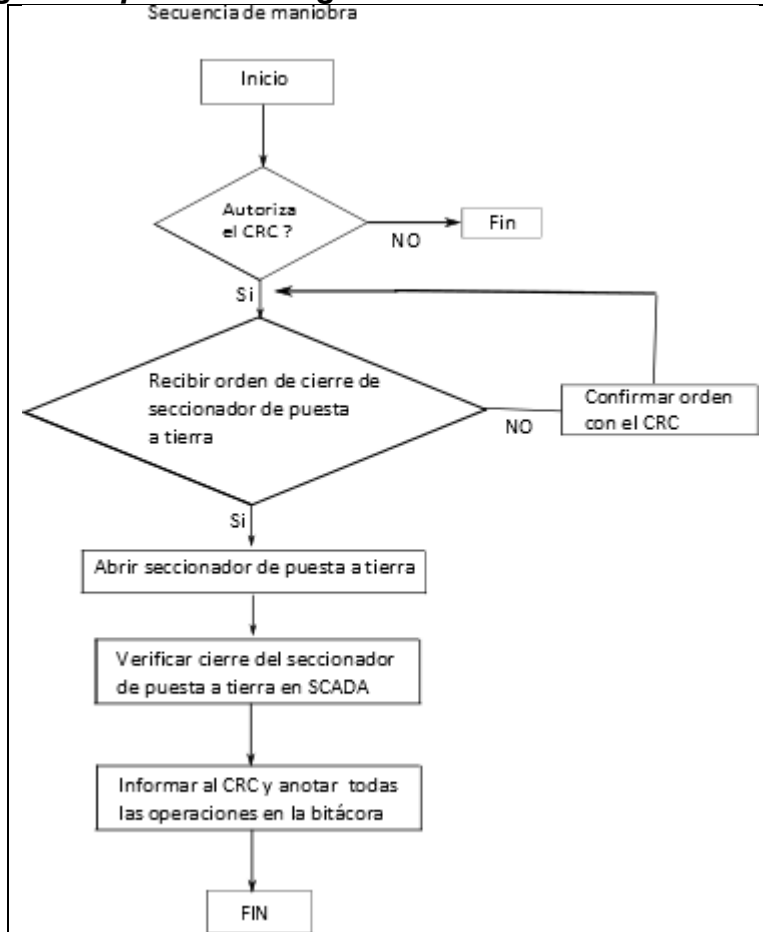 Secuencia de maniobra
Inicio
Autoriza
el CRC ?
NO
Fin
Si
Recibir orden de cierre de
seccionador de puesta
a tierra
NO
Confirmar orden
con el CRC
Si
Abrir seccionador de puesta a tierra
Verificar cierre del seccionador
de puesta a tierra en SCADA
Informar al CRC y anotar todas
las operaciones en la bitácora
FIN